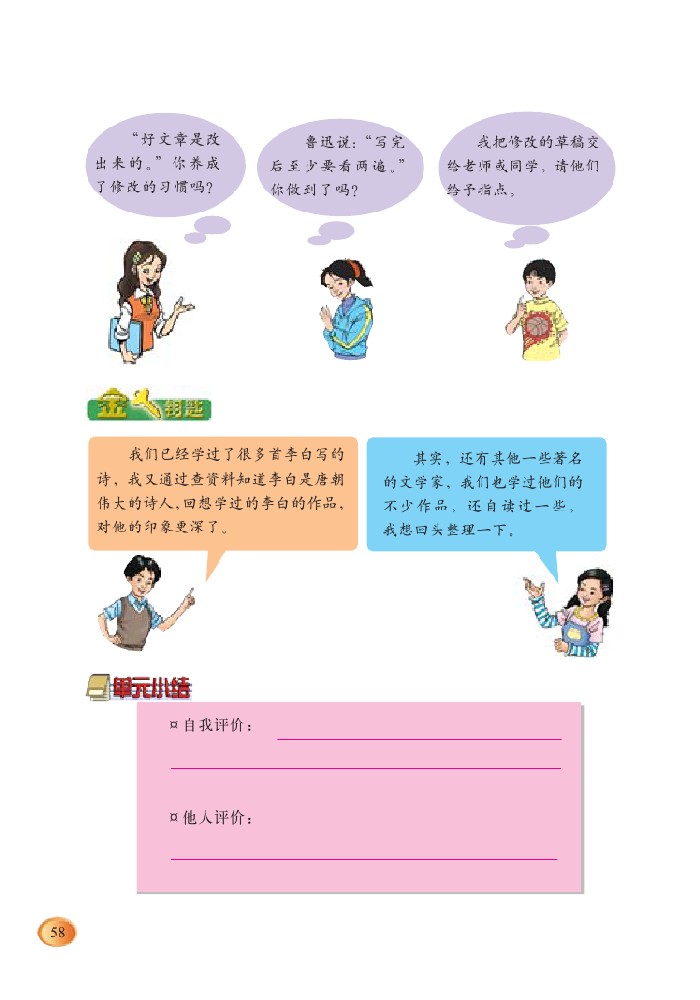 “好文章是改
出来的。”你养成
了修改的习惯吗?
鲁迅说:“写完
后至少要看两遍。”
你做到了吗?
我把修改的草稿交
给老师或同学，请他们
给予指点。
金钥匙
我们已经学过了很多首李白写的
诗，我又通过查资料知道李白是唐朝
伟大的诗人,回想学过的李白的作品,
对他的印象更深了。
其实，还有其他一些著名
的文学家，我们也学过他们的
不少作品，还自读过一些，
我想回头整理一下。
单元小结
¤ 自我评价:
¤ 他人评价:
58